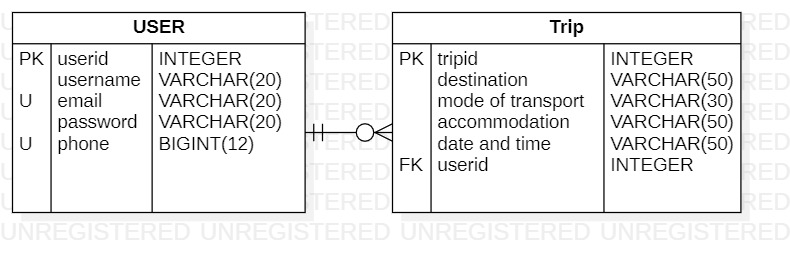 USER
PK userid INTEGER
username VARCHAR(20)
U email VARCHAR(20)
password VARCHAR(20)
U phone BIGINT(12)
Trip
PK tripid INTEGER
destination VARCHAR(50)
mode of transport VARCHAR(30)
accommodation VARCHAR(50)
date and time VARCHAR(50)
FK userid INTEGER
UNREGISTERED UNREGISTERED UNREGISTERED UNREGISTERED